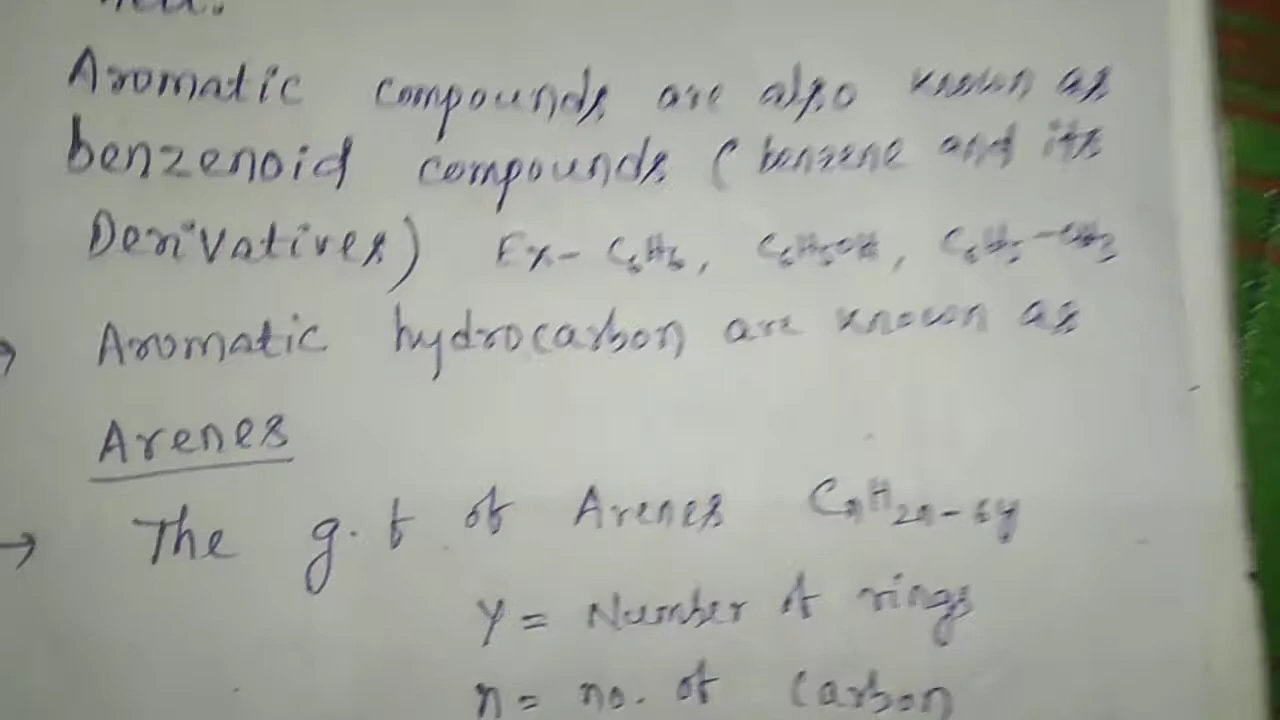 Aromatic compounds are also known as
benzenoid compounds (benzene and its
Derivatives) Ex- C₆H₆, C₆H₅OH, C₆H₅-CH₃
→ Aromatic hydrocarbon are known as
Arenes
→ The g.f of Arenes CnH2n-6y
Y = Number of rings
n = no. of Carbon